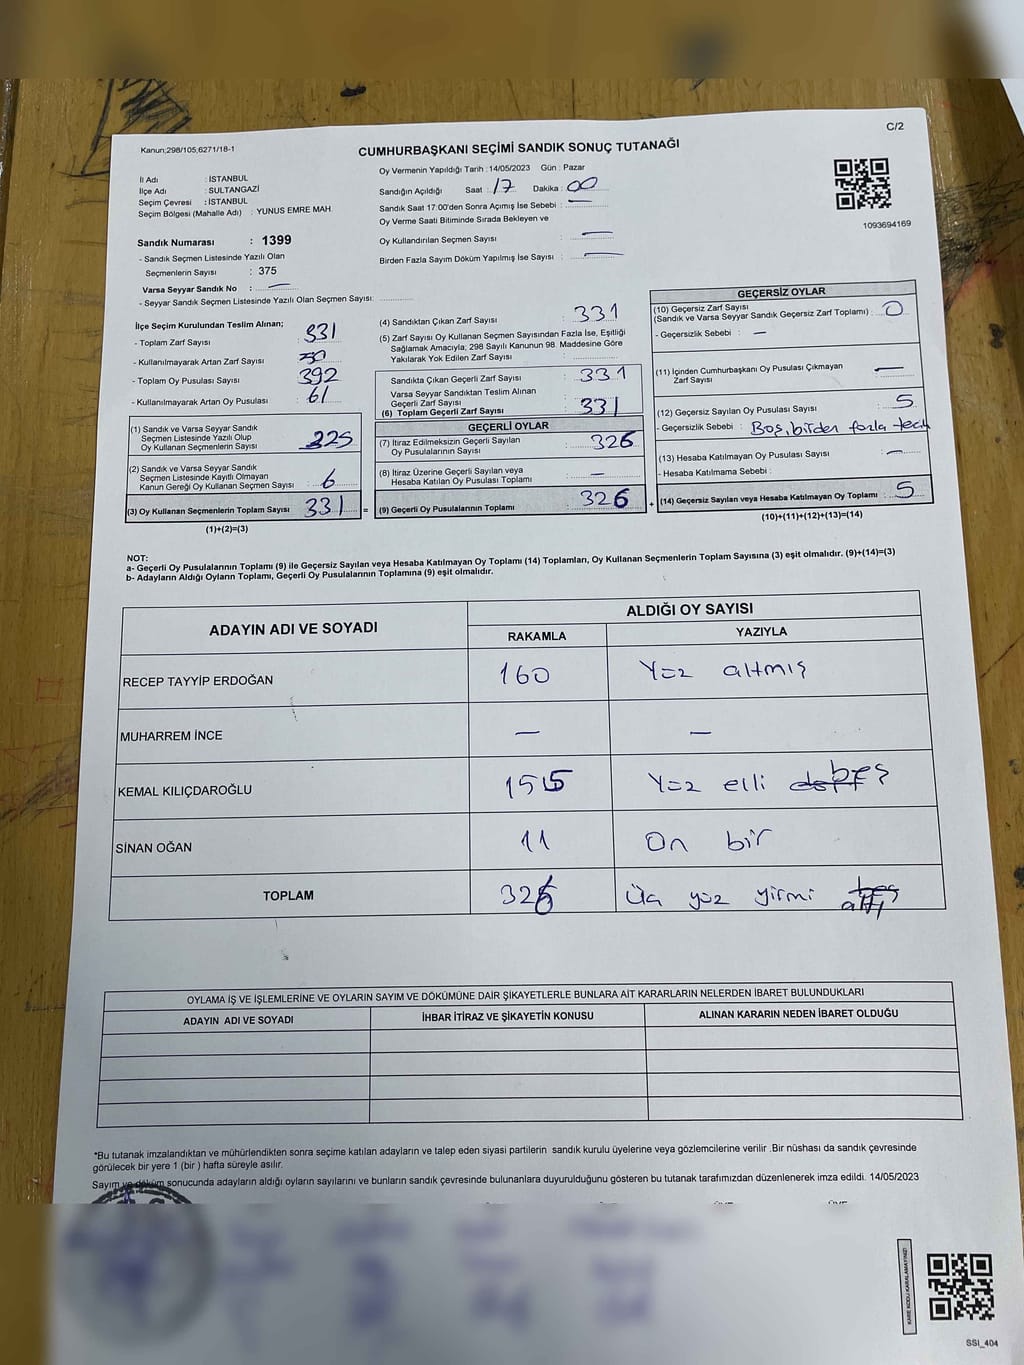 C/2
Kanun;298/105;6271/18-1
CUMHURBAŞKANI SEÇİMİ SANDIK SONUÇ TUTANAĞI
İl Adı : İSTANBUL
İlçe Adı : SULTANGAZİ
Seçim Çevresi : İSTANBUL
Seçim Bölgesi (Mahalle Adı) : YUNUS EMRE MAH.
Sandık Numarası : 1399
- Sandık Seçmen Listesinde Yazılı Olan
Seçmenlerin Sayısı : 375
Varsa Seyyar Sandık No : —
- Seyyar Sandık Seçmen Listesinde Yazılı Olan Seçmen Sayısı:
Oy Vermenin Yapıldığı Tarih :14/05/2023 Gün : Pazar
Sandığın Açıldığı Saat : 17 Dakika : 00
Sandık Saat 17:00'den Sonra Açımış İse Sebebi : —
Oy Verme Saati Bitiminde Sırada Bekleyen ve
Oy Kullandırılan Seçmen Sayısı : —
Birden Fazla Sayım Döküm Yapılmış İse Sayısı : —
1093694169
İlçe Seçim Kurulundan Teslim Alınan;
- Toplam Zarf Sayısı : 331
- Kullanılmayarak Artan Zarf Sayısı
- Toplam Oy Pusulası Sayısı : 392
- Kullanılmayarak Artan Oy Pusulası : 61
(1) Sandık ve Varsa Seyyar Sandık
Seçmen Listesinde Yazılı Olup
Oy Kullanan Seçmenlerin Sayısı : 325
(2) Sandık ve Varsa Seyyar Sandık
Seçmen Listesinde Kayıtlı Olmayan
Kanun Gereği Oy Kullanan Seçmen Sayısı : 6
(3) Oy Kullanan Seçmenlerin Toplam Sayısı 331 =
(1)+(2)=(3)
(4) Sandıktan Çıkan Zarf Sayısı : 331
(5) Zarf Sayısı Oy Kullanan Seçmen Sayısından Fazla İse, Eşitliği
Sağlamak Amacıyla; 298 Sayılı Kanunun 98. Maddesine Göre
Yakılarak Yok Edilen Zarf Sayısı :
Sandıkta Çıkan Geçerli Zarf Sayısı : 331
Varsa Seyyar Sandıktan Teslim Alınan
Geçerli Zarf Sayısı :
(6) Toplam Geçerli Zarf Sayısı : 331
GEÇERLİ OYLAR
(7) İtiraz Edilmeksizin Geçerli Sayılan
Oy Pusulalarının Sayısı : 326
(8) İtiraz Üzerine Geçerli Sayılan veya
Hesaba Katılan Oy Pusulası Toplamı : —
(9) Geçerli Oy Pusulalarının Toplamı : 326 +
GEÇERSİZ OYLAR
(10) Geçersiz Zarf Sayısı
(Sandık ve Varsa Seyyar Sandık Geçersiz Zarf Toplamı) : 0
- Geçersizlik Sebebi : —
(11) İçinden Cumhurbaşkanı Oy Pusulası Çıkmayan
Zarf Sayısı : —
(12) Geçersiz Sayılan Oy Pusulası Sayısı : 5
- Geçersizlik Sebebi : Boş, birden fazla
(13) Hesaba Katılmayan Oy Pusulası Sayısı : —
- Hesaba Katılmama Sebebi :
(14) Geçersiz Sayılan veya Hesaba Katılmayan Oy Toplamı : 5
(10)+(11)+(12)+(13)=(14)
NOT:
a- Geçerli Oy Pusulalarının Toplamı (9) ile Geçersiz Sayılan veya Hesaba Katılmayan Oy Toplamı (14) Toplamları, Oy Kullanan Seçmenlerin Toplam Sayısına (3) eşit olmalıdır. (9)+(14)=(3)
b- Adayların Aldığı Oyların Toplamı, Geçerli Oy Pusulalarının Toplamına (9) eşit olmalıdır.
ADAYIN ADI VE SOYADI
ALDIĞI OY SAYISI
RAKAMLA YAZIYLA
RECEP TAYYİP ERDOĞAN 160 Yüz altmış
MUHARREM İNCE — —
KEMAL KILIÇDAROĞLU 155 Yüz elli beş
SİNAN OĞAN 11 On bir
TOPLAM 326 Üç yüz yirmi altı
OYLAMA İŞ VE İŞLEMLERİNE VE OYLARIN SAYIM VE DÖKÜMÜNE DAİR ŞİKAYETLERLE BUNLARA AİT KARARLARIN NELERDEN İBARET BULUNDUKLARI
ADAYIN ADI VE SOYADI İHBAR İTİRAZ VE ŞİKAYETİN KONUSU ALINAN KARARIN NEDEN İBARET OLDUĞU
*Bu tutanak imzalandıktan ve mühürlendikten sonra seçime katılan adayların ve talep eden siyasi partilerin sandık kurulu üyelerine veya gözlemcilerine verilir .Bir nüshası da sandık çevresinde
görülecek bir yere 1 (bir ) hafta süreyle asılır.
Sayım ve döküm sonucunda adayların aldığı oyların sayılarını ve bunların sandık çevresinde bulunanlara duyurulduğunu gösteren bu tutanak tarafımızdan düzenlenerek imza edildi. 14/05/2023
KARE KODU KARALAMAYINIZ!
SSI_404